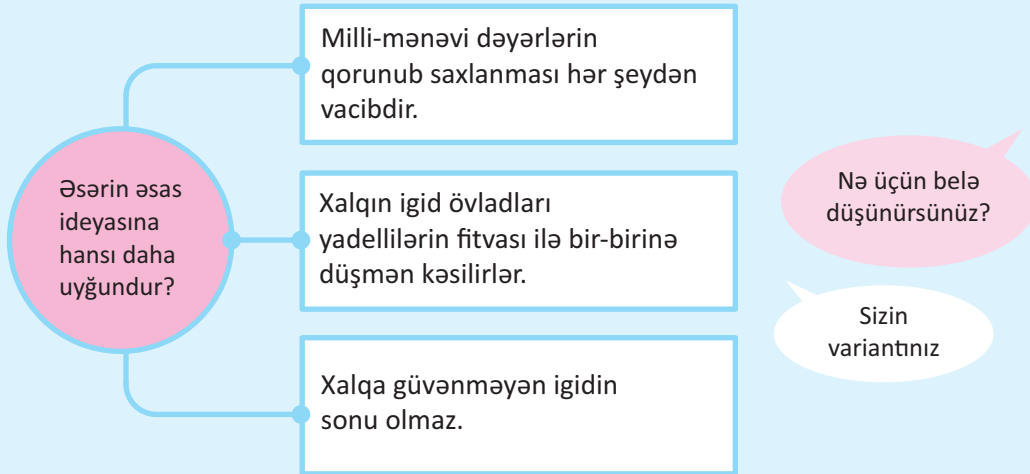 Milli-mənəvi dəyərlərin
qorunub saxlanması hər şeydən
vacibdir.
Əsərin əsas
ideyasına
hansı daha
uyğundur?
Xalqın igid övladları
yadellilərin fitvası ilə bir-birinə
düşmən kəsilirlər.
Xalqa güvənməyən igidin
sonu olmaz.
Nə üçün belə
düşünürsünüz?
Sizin
variantınız